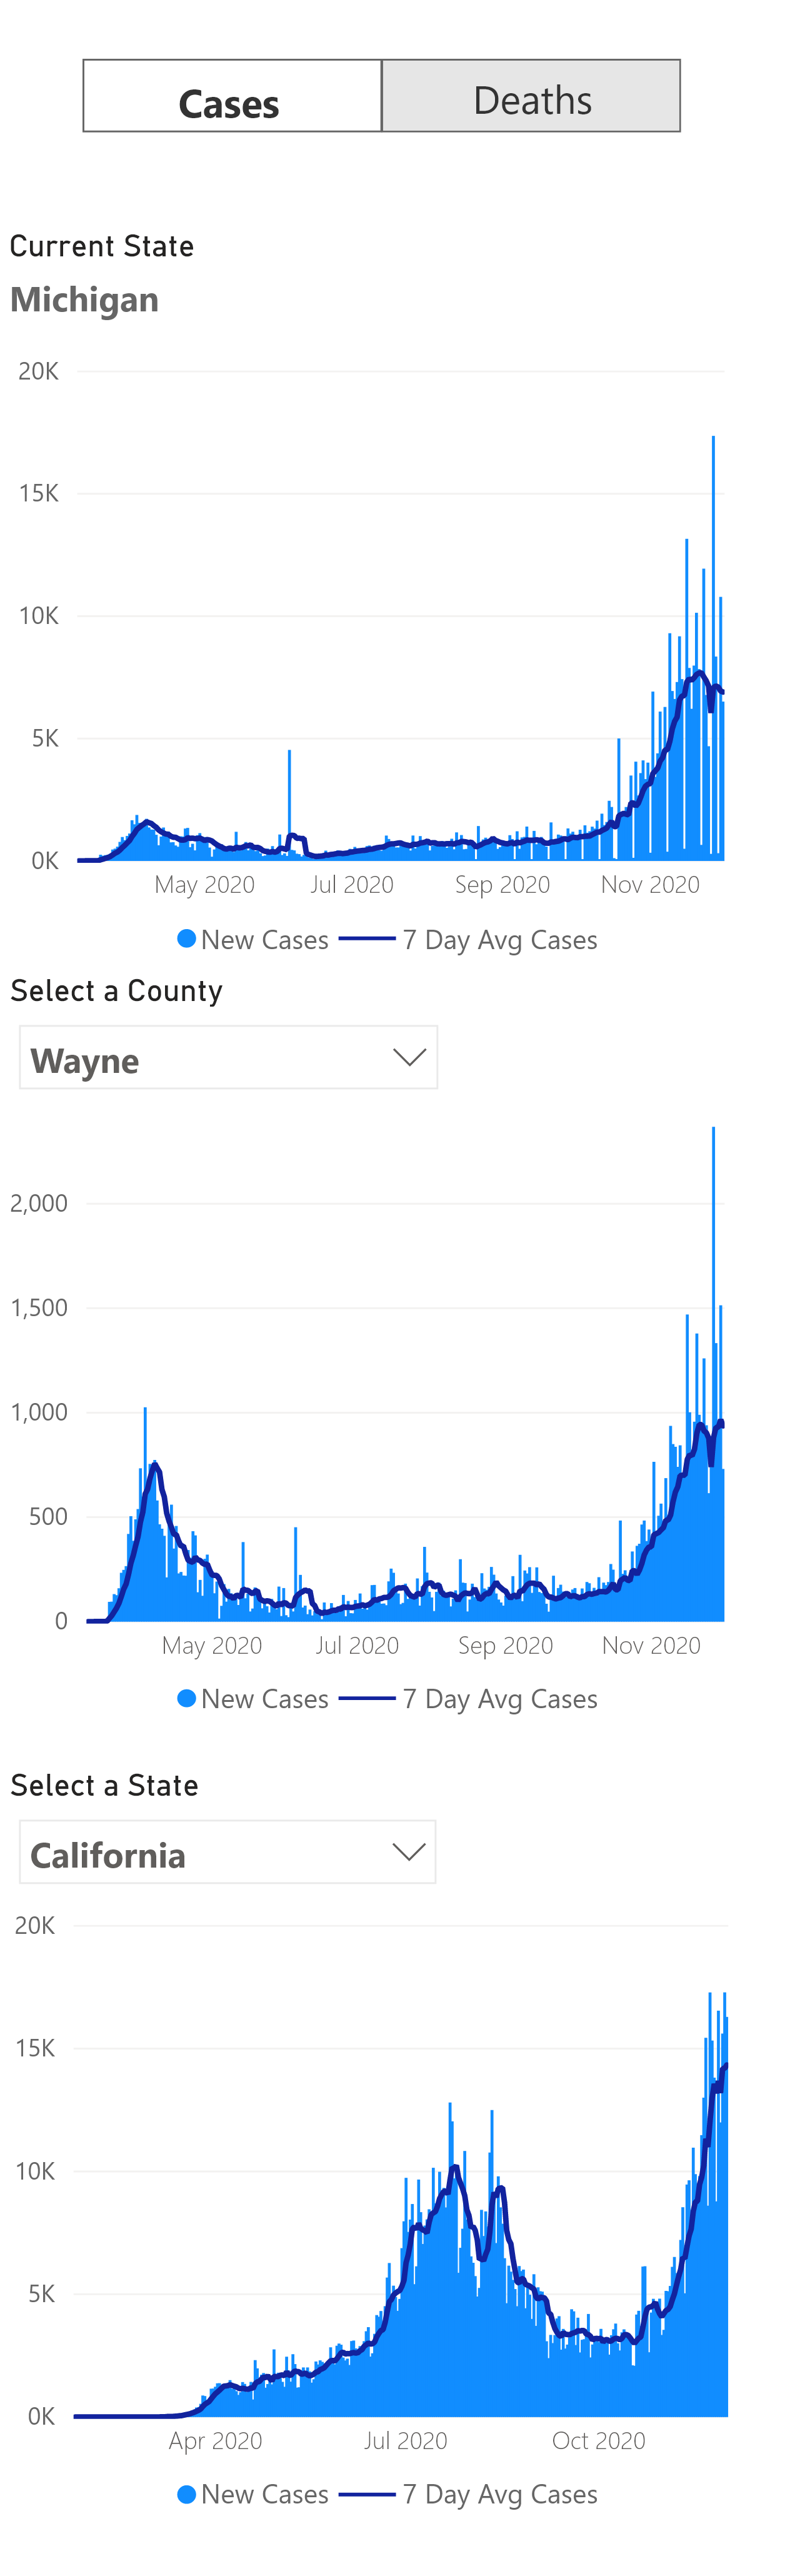 Cases Deaths
Current State
Michigan
20K
15K
10K
5K
0K
May 2020 Jul 2020 Sep 2020 Nov 2020
New Cases 7 Day Avg Cases
Select a County
Wayne
2,000
1,500
1,000
500
0
May 2020 Jul 2020 Sep 2020 Nov 2020
New Cases 7 Day Avg Cases
Select a State
California
20K
15K
10K
5K
0K
Apr 2020 Jul 2020 Oct 2020
New Cases 7 Day Avg Cases